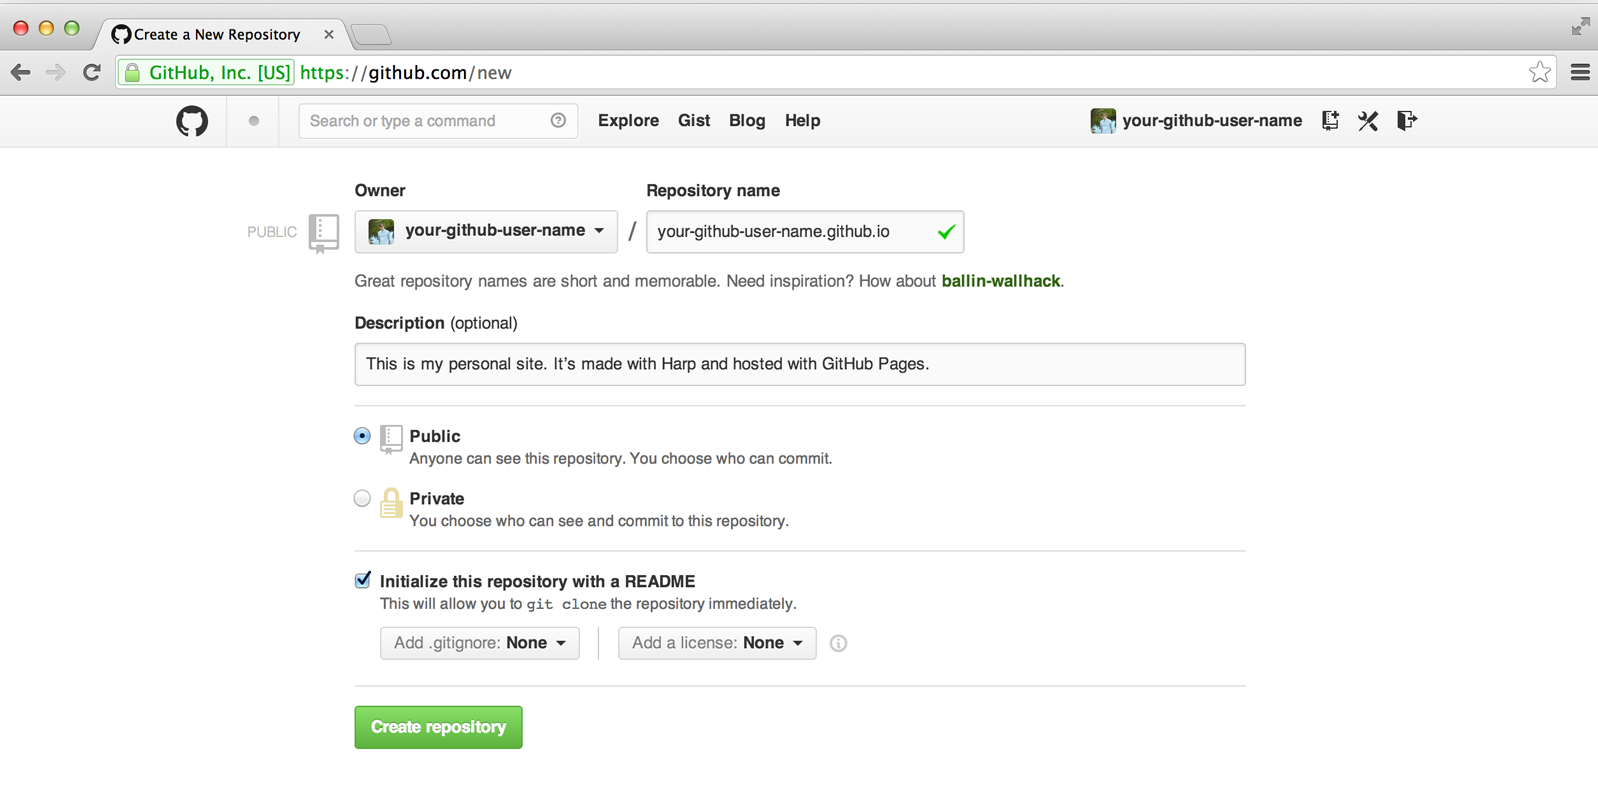 Create a New Repository
GitHub, Inc. [US] https://github.com/new
Search or type a command Explore Gist Blog Help your-github-user-name
Owner Repository name
PUBLIC your-github-user-name / your-github-user-name.github.io
Great repository names are short and memorable. Need inspiration? How about ballin-wallhack.
Description (optional)
This is my personal site. It’s made with Harp and hosted with GitHub Pages.
Public
Anyone can see this repository. You choose who can commit.
Private
You choose who can see and commit to this repository.
Initialize this repository with a README
This will allow you to git clone the repository immediately.
Add .gitignore: None Add a license: None
Create repository